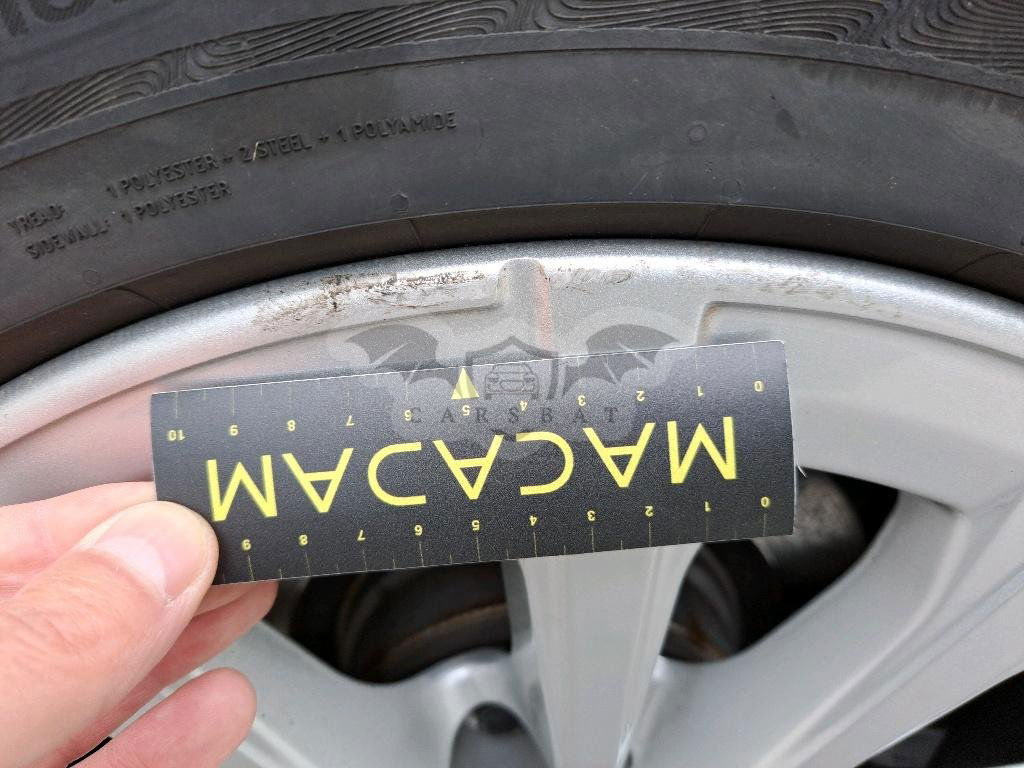 TREAD: 1 POLYESTER + 2 STEEL + 1 POLYAMIDE
SIDEWALL: 1 POLYESTER
10 9 8 7 6 5 4 3 2 1 0
CARSBAT
MACADAM
9 8 7 6 5 4 3 2 1 0